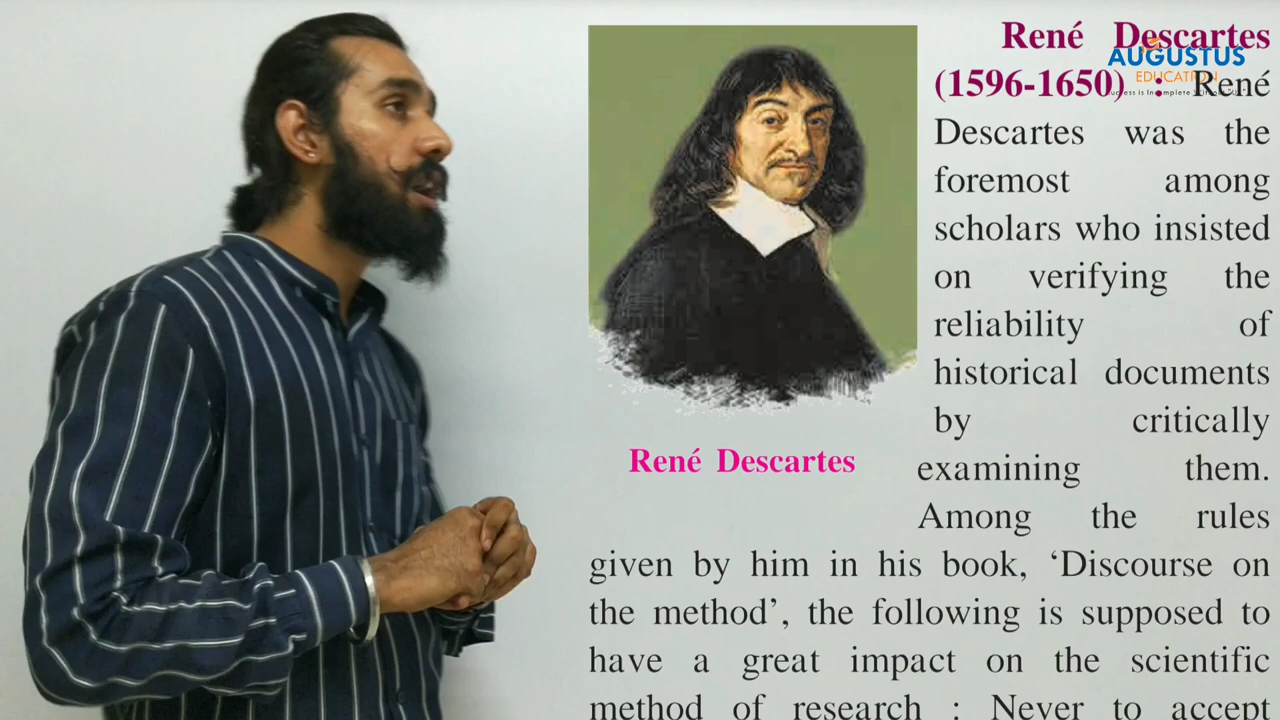 René Descartes
AUGUSTUS
EDUCATION
(1596-1650) : René
Descartes was the
foremost among
scholars who insisted
on verifying the
reliability of
historical documents
by critically
examining them.
René Descartes
Among the rules
given by him in his book, ‘Discourse on
the method’, the following is supposed to
have a great impact on the scientific
method of research : Never to accept